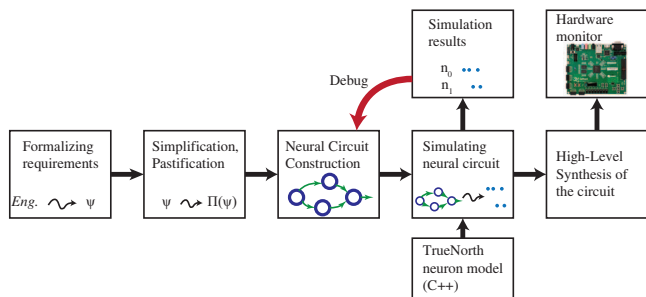 Simulation
results
n0
n1
Hardware
monitor
Debug
Formalizing
requirements
Eng. ψ
Simplification,
Pastification
ψ Π(ψ)
Neural Circuit
Construction
Simulating
neural circuit
High-Level
Synthesis of
the circuit
TrueNorth
neuron model
(C++)